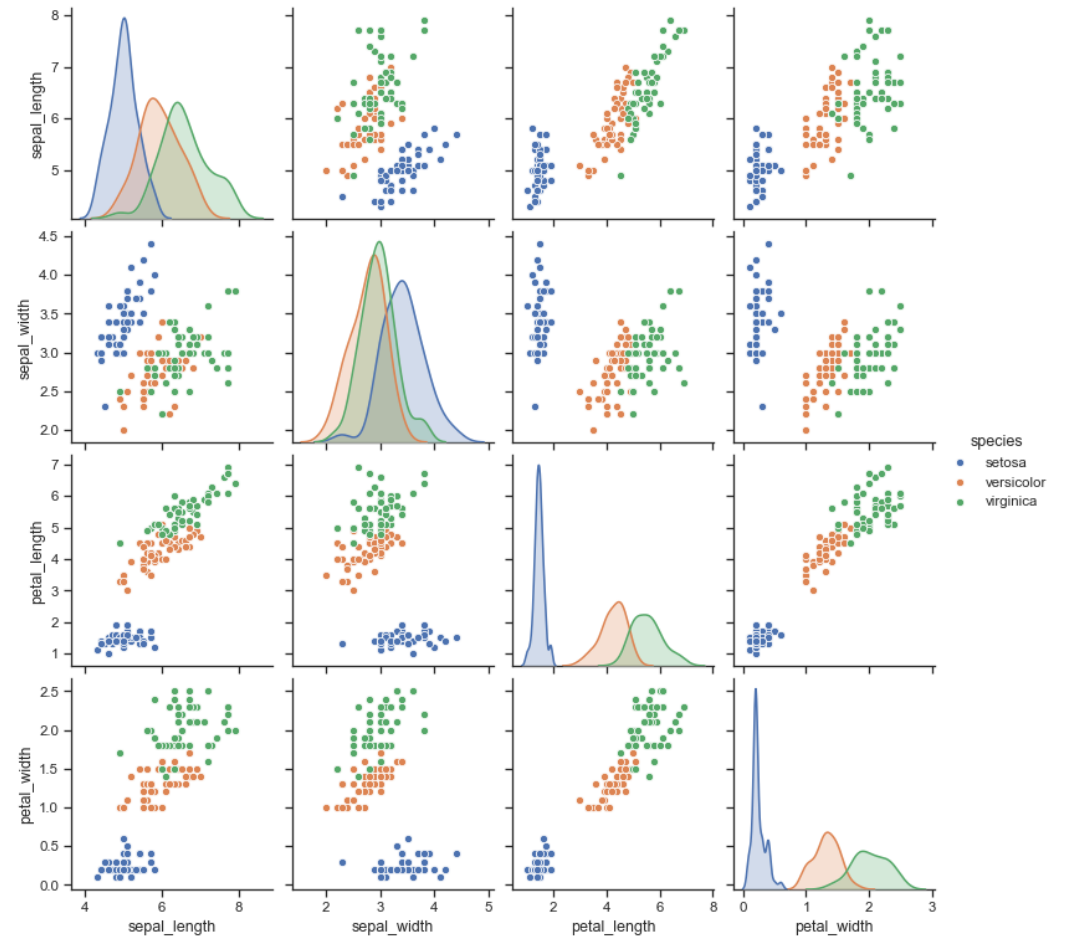 8
7
6
5
sepal_length
4.5
4.0
3.5
3.0
2.5
2.0
sepal_width
species
setosa
versicolor
virginica
7
6
5
4
3
2
1
petal_length
2.5
2.0
1.5
1.0
0.5
0.0
petal_width
4 6 8 2 3 4 5 2 4 6 8 0 1 2 3
sepal_length sepal_width petal_length petal_width